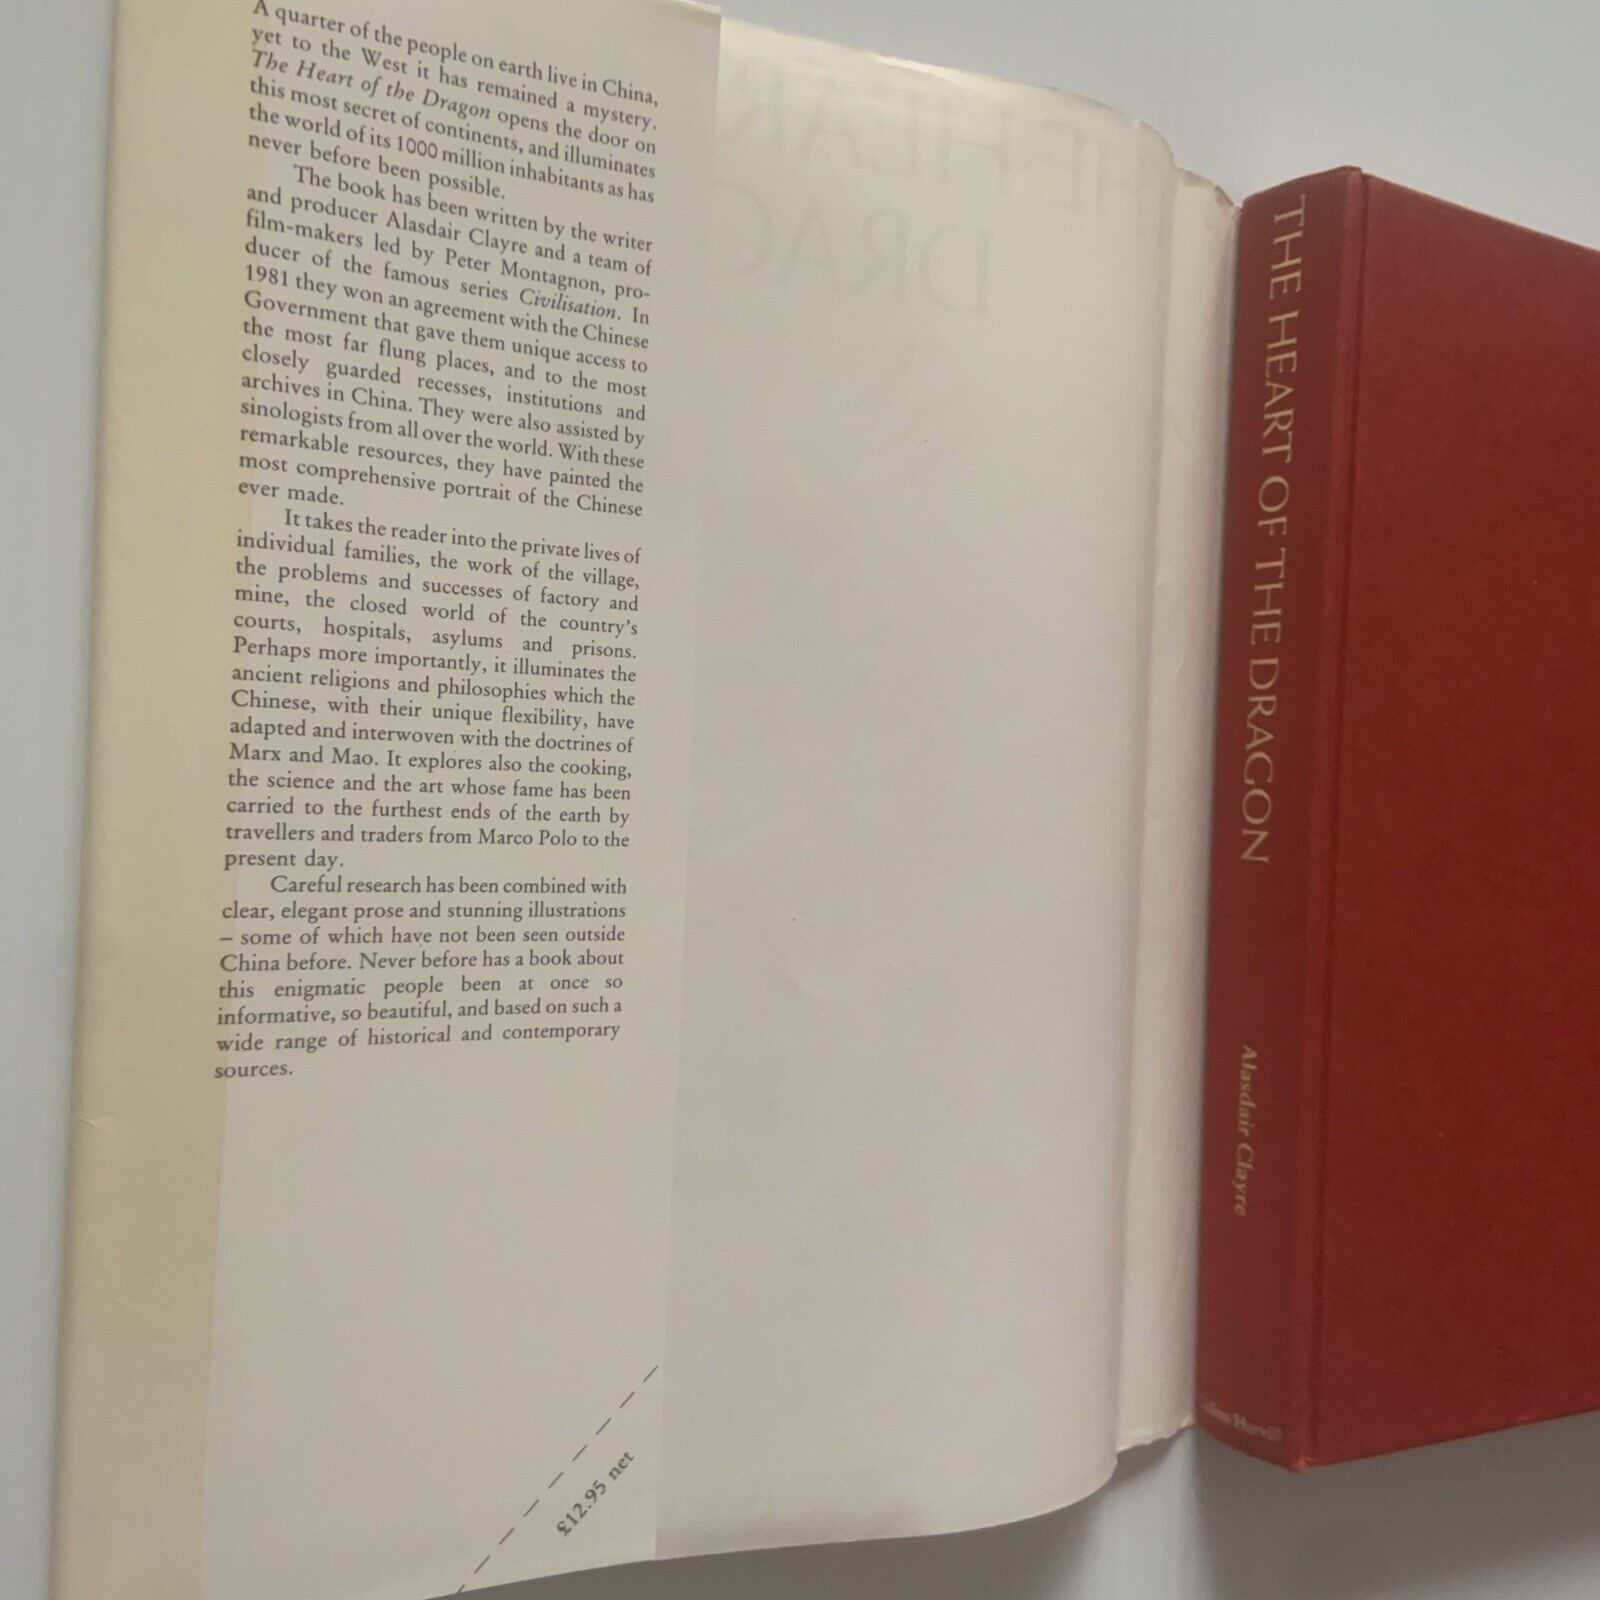 A quarter of the people on earth live in China,
yet to the West it has remained a mystery.
The Heart of the Dragon opens the door on
this most secret of continents, and illuminates
the world of its 1000 million inhabitants as has
never before been possible.
The book has been written by the writer
and producer Alasdair Clayre and a team of
film-makers led by Peter Montagnon, pro-
ducer of the famous series Civilisation. In
1981 they won an agreement with the Chinese
Government that gave them unique access to
the most far flung places, and to the most
closely guarded recesses, institutions and
archives in China. They were also assisted by
sinologists from all over the world. With these
remarkable resources, they have painted the
most comprehensive portrait of the Chinese
ever made.
It takes the reader into the private lives of
individual families, the work of the village,
the problems and successes of factory and
mine, the closed world of the country's
courts, hospitals, asylums and prisons.
Perhaps more importantly, it illuminates the
ancient religions and philosophies which the
Chinese, with their unique flexibility, have
adapted and interwoven with the doctrines of
Marx and Mao. It explores also the cooking,
the science and the art whose fame has been
carried to the furthest ends of the earth by
travellers and traders from Marco Polo to the
present day.
Careful research has been combined with
clear, elegant prose and stunning illustrations
– some of which have not been seen outside
China before. Never before has a book about
this enigmatic people been at once so
informative, so beautiful, and based on such a
wide range of historical and contemporary
sources.
£12.95 net
THE HEART OF THE DRAGON
Alasdair Clayre